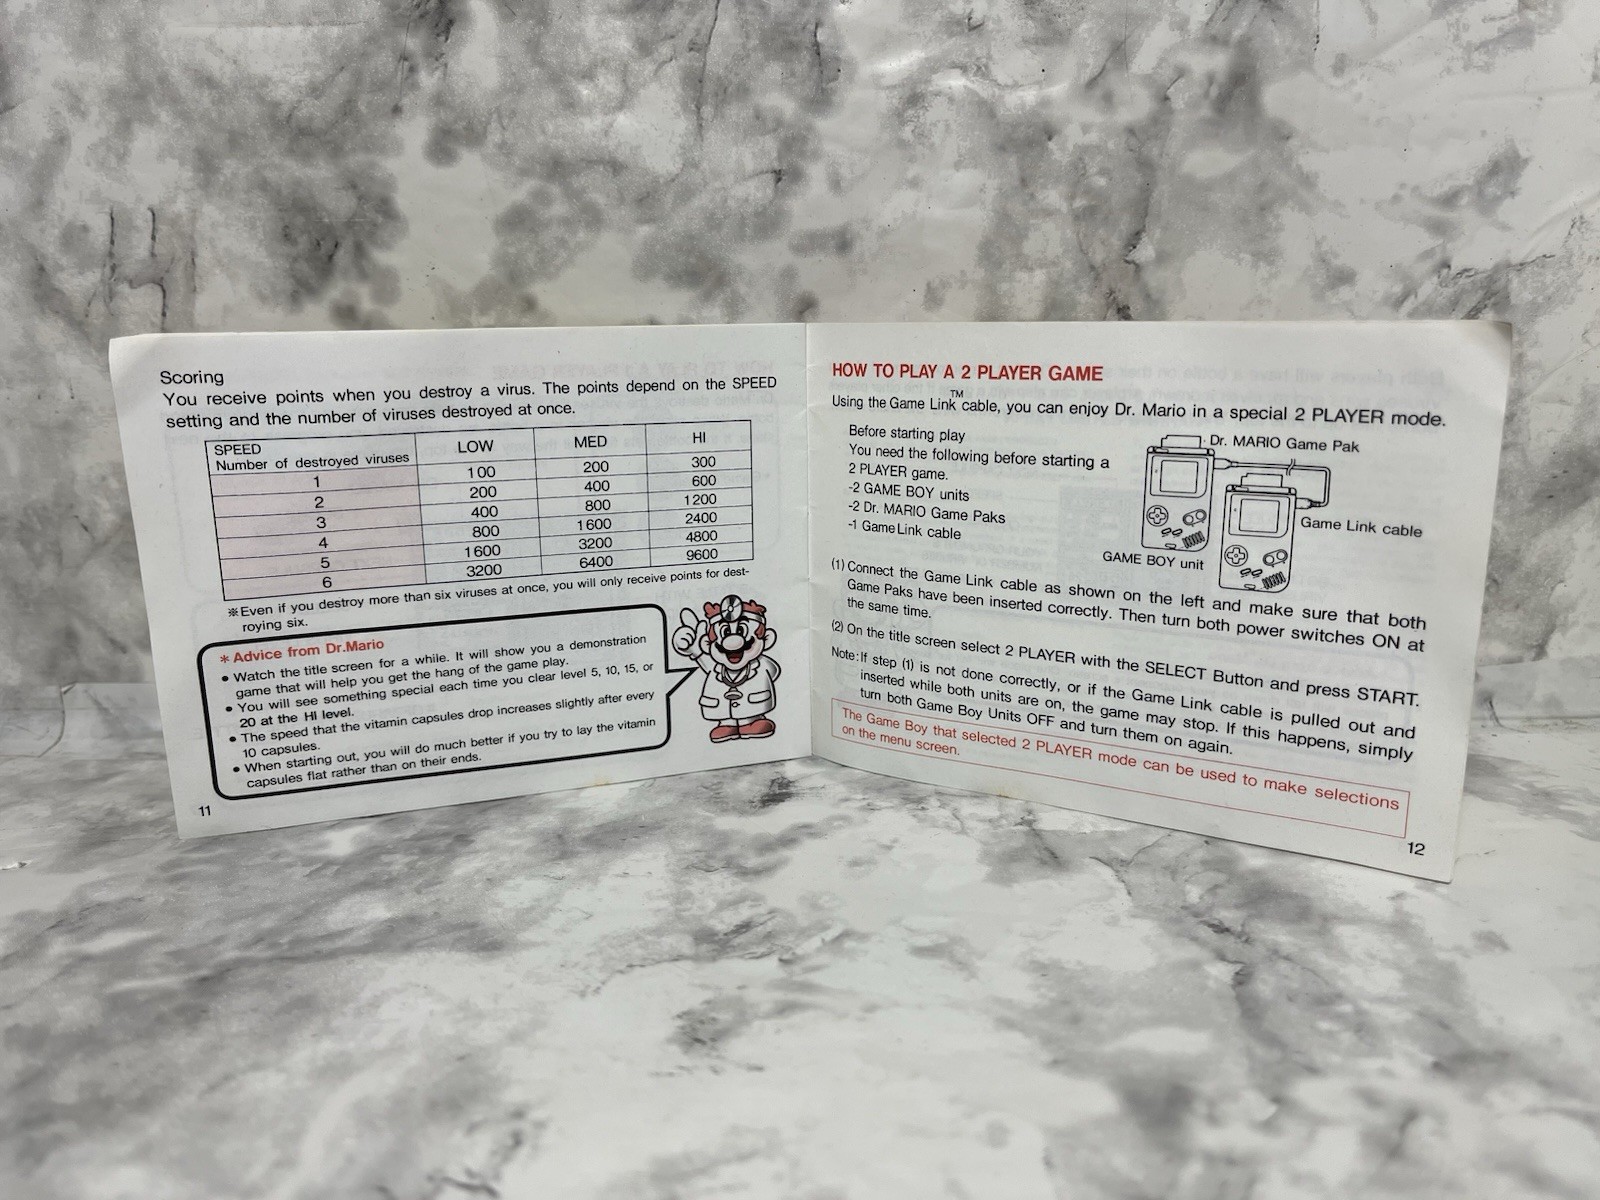 Scoring
You receive points when you destroy a virus. The points depend on the SPEED
setting and the number of viruses destroyed at once.
SPEED LOW MED HI
Number of destroyed viruses
1 100 200 300
2 200 400 600
3 400 800 1200
4 800 1600 2400
5 1600 3200 4800
6 3200 6400 9600
※Even if you destroy more than six viruses at once, you will only receive points for dest-
roying six.
* Advice from Dr.Mario
• Watch the title screen for a while. It will show you a demonstration
game that will help you get the hang of the game play.
• You will see something special each time you clear level 5, 10, 15, or
20 at the HI level.
• The speed that the vitamin capsules drop increases slightly after every
10 capsules.
• When starting out, you will do much better if you try to lay the vitamin
capsules flat rather than on their ends.
11
HOW TO PLAY A 2 PLAYER GAME
Using the Game Link™ cable, you can enjoy Dr. Mario in a special 2 PLAYER mode.
Before starting play
You need the following before starting a
2 PLAYER game.
-2 GAME BOY units
-2 Dr. MARIO Game Paks
-1 Game Link cable
Dr. MARIO Game Pak
Game Link cable
GAME BOY unit
(1) Connect the Game Link cable as shown on the left and make sure that both
Game Paks have been inserted correctly. Then turn both power switches ON at
the same time.
(2) On the title screen select 2 PLAYER with the SELECT Button and press START.
Note: If step (1) is not done correctly, or if the Game Link cable is pulled out and
inserted while both units are on, the game may stop. If this happens, simply
turn both Game Boy Units OFF and turn them on again.
The Game Boy that selected 2 PLAYER mode can be used to make selections
on the menu screen.
12